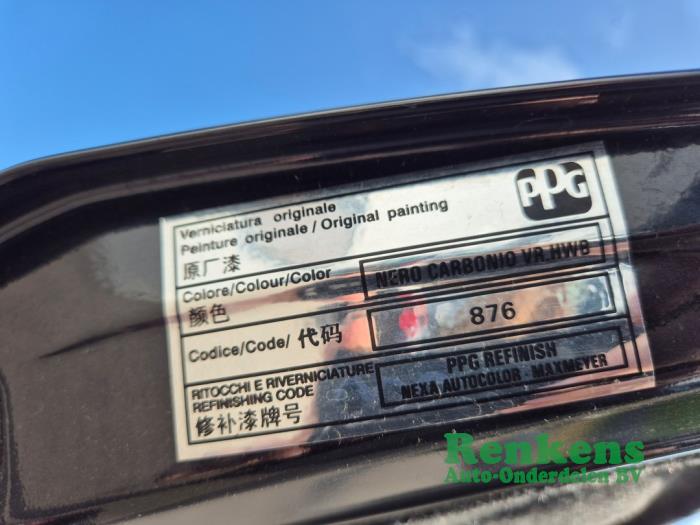 PPG
Verniciatura originale
Peinture originale / Original painting
原厂漆
Colore/Colour/Color
颜色
NERO CARBONIO VR.HWB
Codice/Code/ 代码
876
RITOCCHI E RIVERNICIATURE
REFINISHING CODE
修补漆牌号
PPG REFINISH
NEXA AUTOCOLOR - MAXMEYER
Renkens
Auto-Onderdelen BV